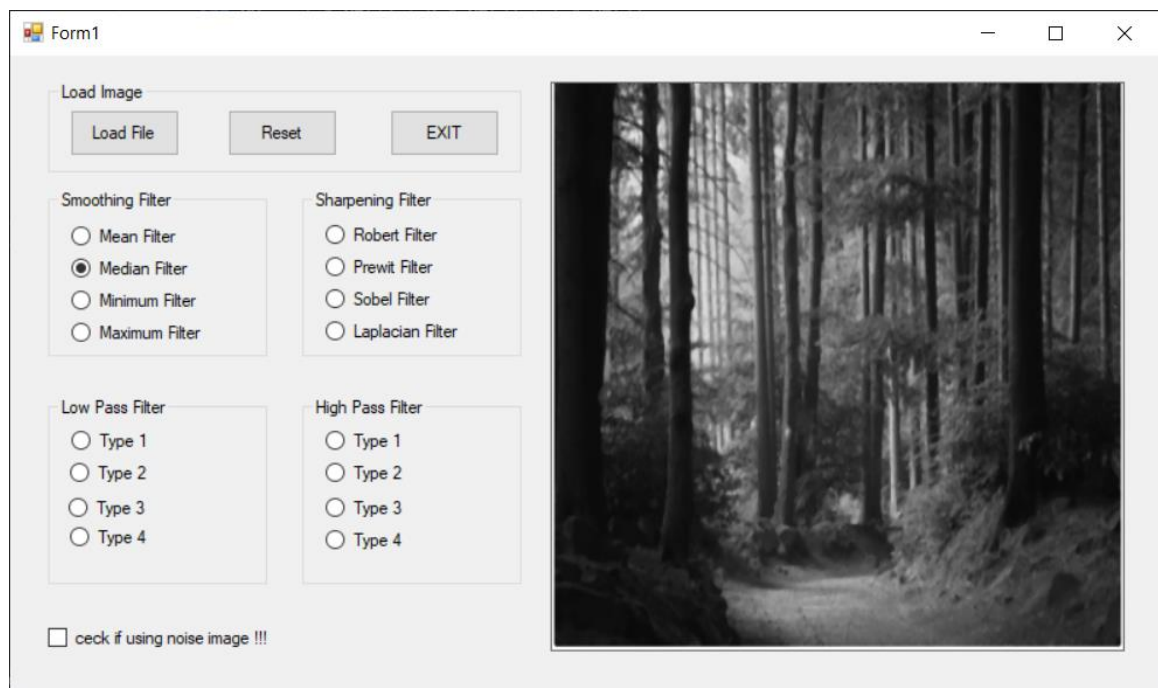 Form1
Load Image
Load File Reset EXIT
Smoothing Filter
Mean Filter
Median Filter
Minimum Filter
Maximum Filter
Sharpening Filter
Robert Filter
Prewit Filter
Sobel Filter
Laplacian Filter
Low Pass Filter
Type 1
Type 2
Type 3
Type 4
High Pass Filter
Type 1
Type 2
Type 3
Type 4
ceck if using noise image !!!